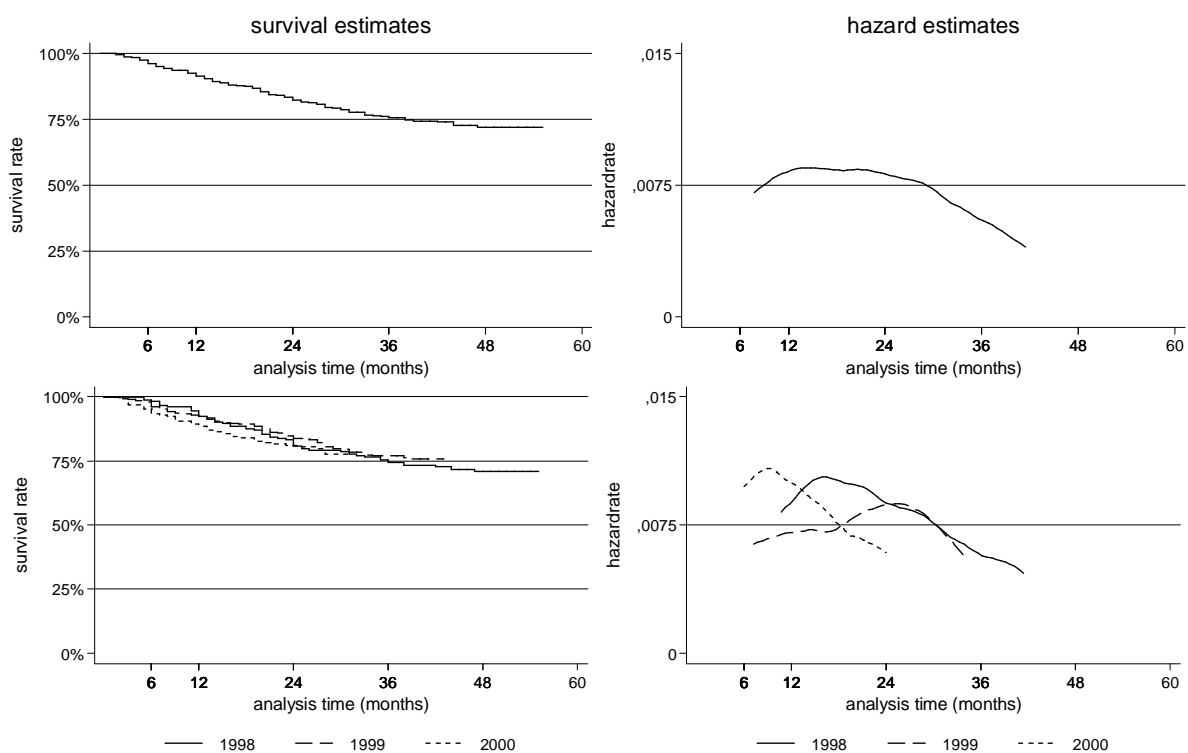 survival estimates
hazard estimates
100%
75%
50%
25%
0%
survival rate
6 12 24 36 48 60
analysis time (months)
,015
,0075
0
hazardrate
6 12 24 36 48 60
analysis time (months)
100%
75%
50%
25%
0%
survival rate
6 12 24 36 48 60
analysis time (months)
,015
,0075
0
hazardrate
6 12 24 36 48 60
analysis time (months)
1998 1999 2000
1998 1999 2000